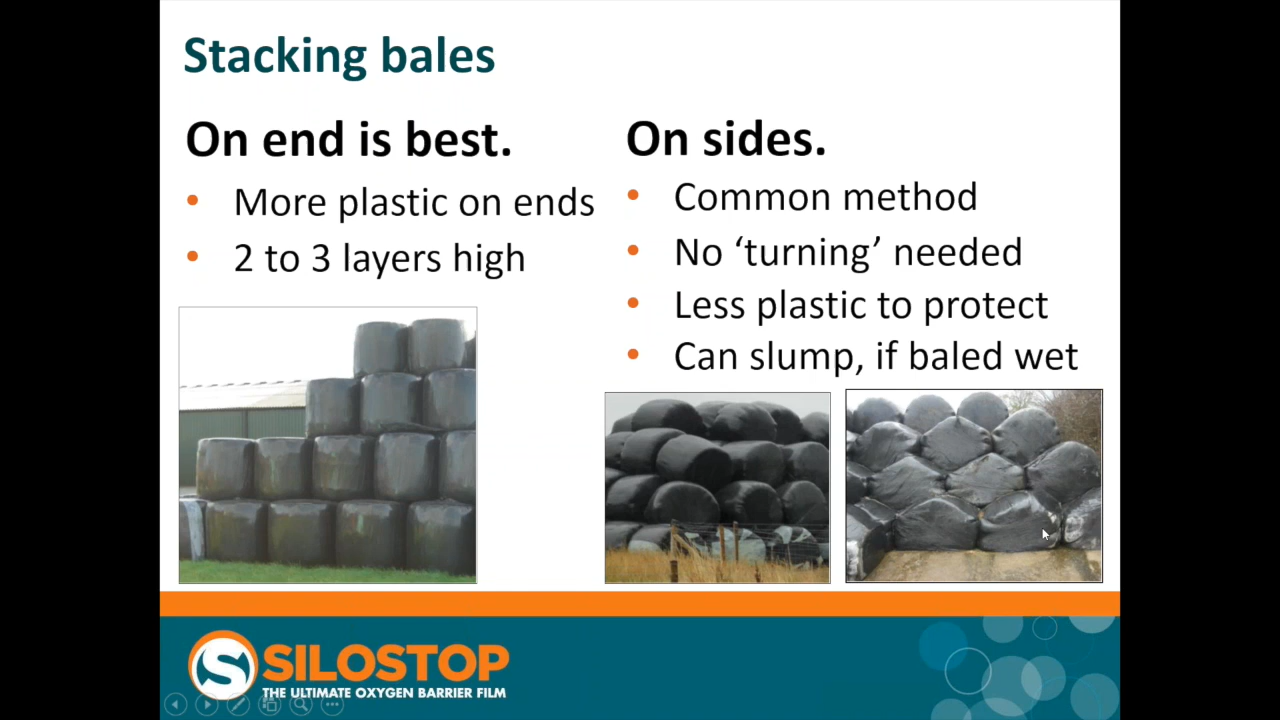 Stacking bales
On end is best.
• More plastic on ends
• 2 to 3 layers high
On sides.
• Common method
• No ‘turning’ needed
• Less plastic to protect
• Can slump, if baled wet
SILOSTOP
THE ULTIMATE OXYGEN BARRIER FILM